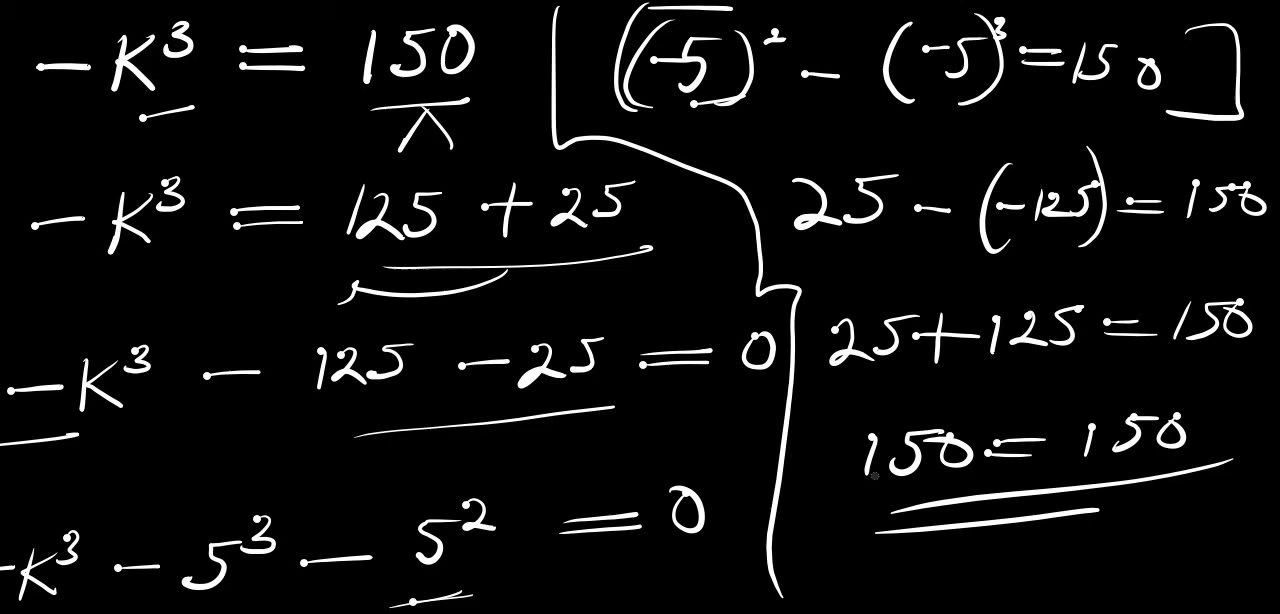 -K³ = 150
-K³ = 125 + 25
-K³ - 125 - 25 = 0
-K³ - 5³ - 5² = 0
[((-5)² - (-5)³ = 150]
25 - (-125) = 150
25 + 125 = 150
150 = 150